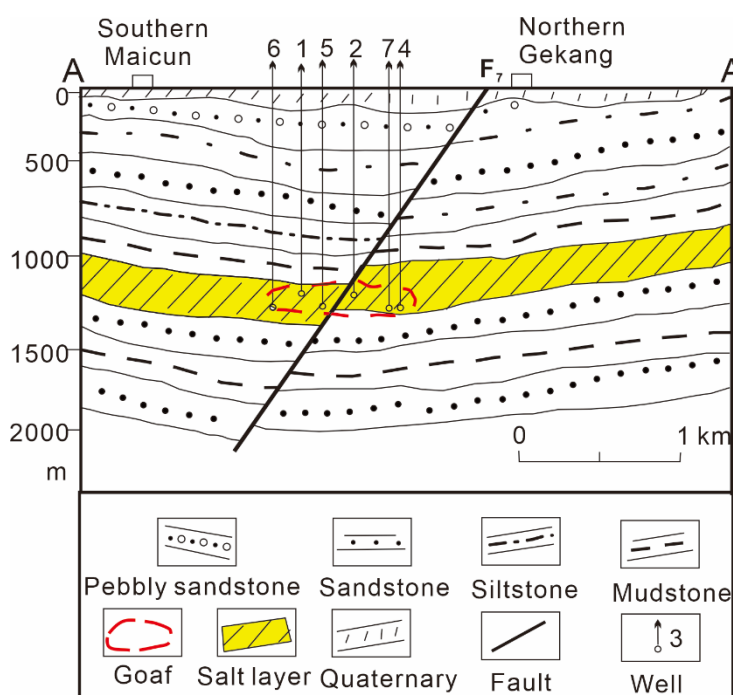 Southern
Maicun
Northern
Gekang
A
6 1 5 2 7 4
F7
A
0
500
1000
1500
2000
m
0 1 km
Pebbly sandstone
Sandstone
Siltstone
Mudstone
3
Goaf
Salt layer
Quaternary
Fault
Well